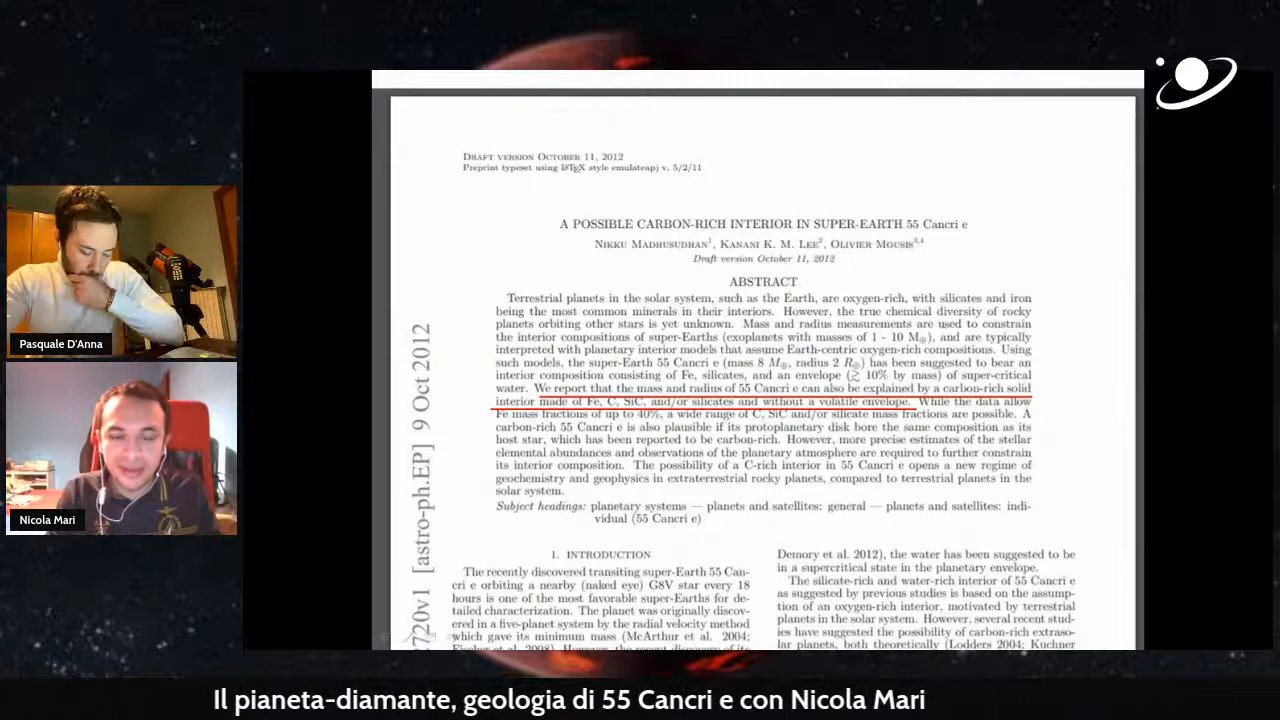 DRAFT VERSION OCTOBER 11, 2012
Preprint typeset using LATEX style emulateapj v. 5/2/11
A POSSIBLE CARBON-RICH INTERIOR IN SUPER-EARTH 55 Cancri e
NIKKU MADHUSUDHAN¹, KANANI K. M. LEE², OLIVIER MOUSIS³,⁴
Draft version October 11, 2012
ABSTRACT
Terrestrial planets in the solar system, such as the Earth, are oxygen-rich, with silicates and iron
being the most common minerals in their interiors. However, the true chemical diversity of rocky
planets orbiting other stars is yet unknown. Mass and radius measurements are used to constrain
the interior compositions of super-Earths (exoplanets with masses of 1 - 10 M⊕), and are typically
interpreted with planetary interior models that assume Earth-centric oxygen-rich compositions. Using
such models, the super-Earth 55 Cancri e (mass 8 M⊕, radius 2 R⊕) has been suggested to bear an
interior composition consisting of Fe, silicates, and an envelope (≳ 10% by mass) of super-critical
water. We report that the mass and radius of 55 Cancri e can also be explained by a carbon-rich solid
interior made of Fe, C, SiC, and/or silicates and without a volatile envelope. While the data allow
Fe mass fractions of up to 40%, a wide range of C, SiC and/or silicate mass fractions are possible. A
carbon-rich 55 Cancri e is also plausible if its protoplanetary disk bore the same composition as its
host star, which has been reported to be carbon-rich. However, more precise estimates of the stellar
elemental abundances and observations of the planetary atmosphere are required to further constrain
its interior composition. The possibility of a C-rich interior in 55 Cancri e opens a new regime of
geochemistry and geophysics in extraterrestrial rocky planets, compared to terrestrial planets in the
solar system.
Subject headings: planetary systems — planets and satellites: general — planets and satellites: indi-
vidual (55 Cancri e)
1. INTRODUCTION
The recently discovered transiting super-Earth 55 Can-
cri e orbiting a nearby (naked eye) G8V star every 18
hours is one of the most favorable super-Earths for de-
tailed characterization. The planet was originally discov-
ered in a five-planet system by the radial velocity method
which gave its minimum mass (McArthur et al. 2004;
Fischer et al. 2008). However, the recent discovery of its
Demory et al. 2012), the water has been suggested to be
in a supercritical state in the planetary envelope.
The silicate-rich and water-rich interior of 55 Cancri e
as suggested by previous studies is based on the assump-
tion of an oxygen-rich interior, motivated by terrestrial
planets in the solar system. However, several recent stud-
ies have suggested the possibility of carbon-rich extraso-
lar planets, both theoretically (Lodders 2004; Kuchner
2720v1 [astro-ph.EP] 9 Oct 2012
Pasquale D'Anna
Nicola Mari
Il pianeta-diamante, geologia di 55 Cancri e con Nicola Mari